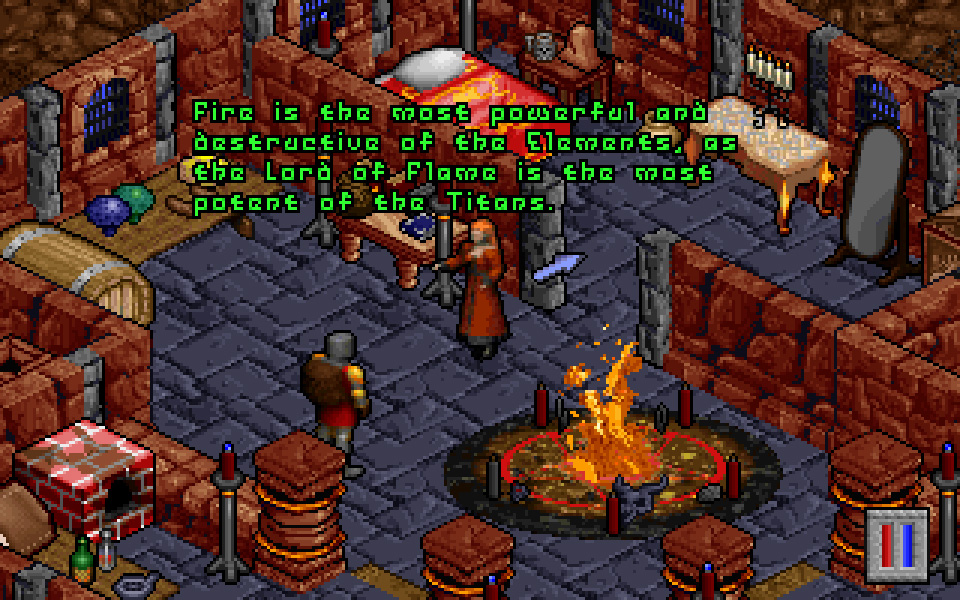 Fire is the most powerful and
destructive of the Elements, as
the Lord of Flame is the most
potent of the Titans.